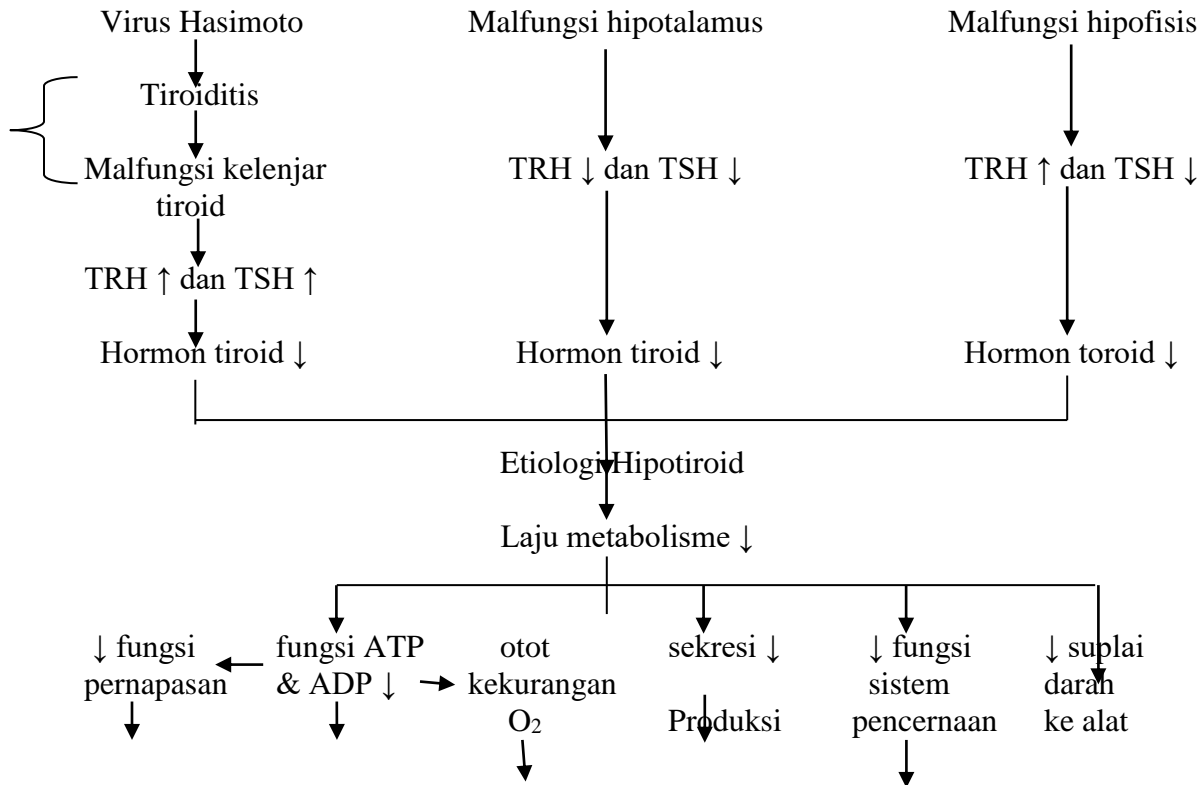 Virus Hasimoto Malfungsi hipotalamus Malfungsi hipofisis
Tiroiditis
Malfungsi kelenjar TRH ↓ dan TSH ↓ TRH ↑ dan TSH ↓
tiroid
TRH ↑ dan TSH ↑
Hormon tiroid ↓ Hormon tiroid ↓ Hormon toroid ↓
Etiologi Hipotiroid
Laju metabolisme ↓
↓ fungsi fungsi ATP otot sekresi ↓ ↓ fungsi ↓ suplai
pernapasan & ADP ↓ kekurangan sistem darah
O₂ Produksi pencernaan ke alat